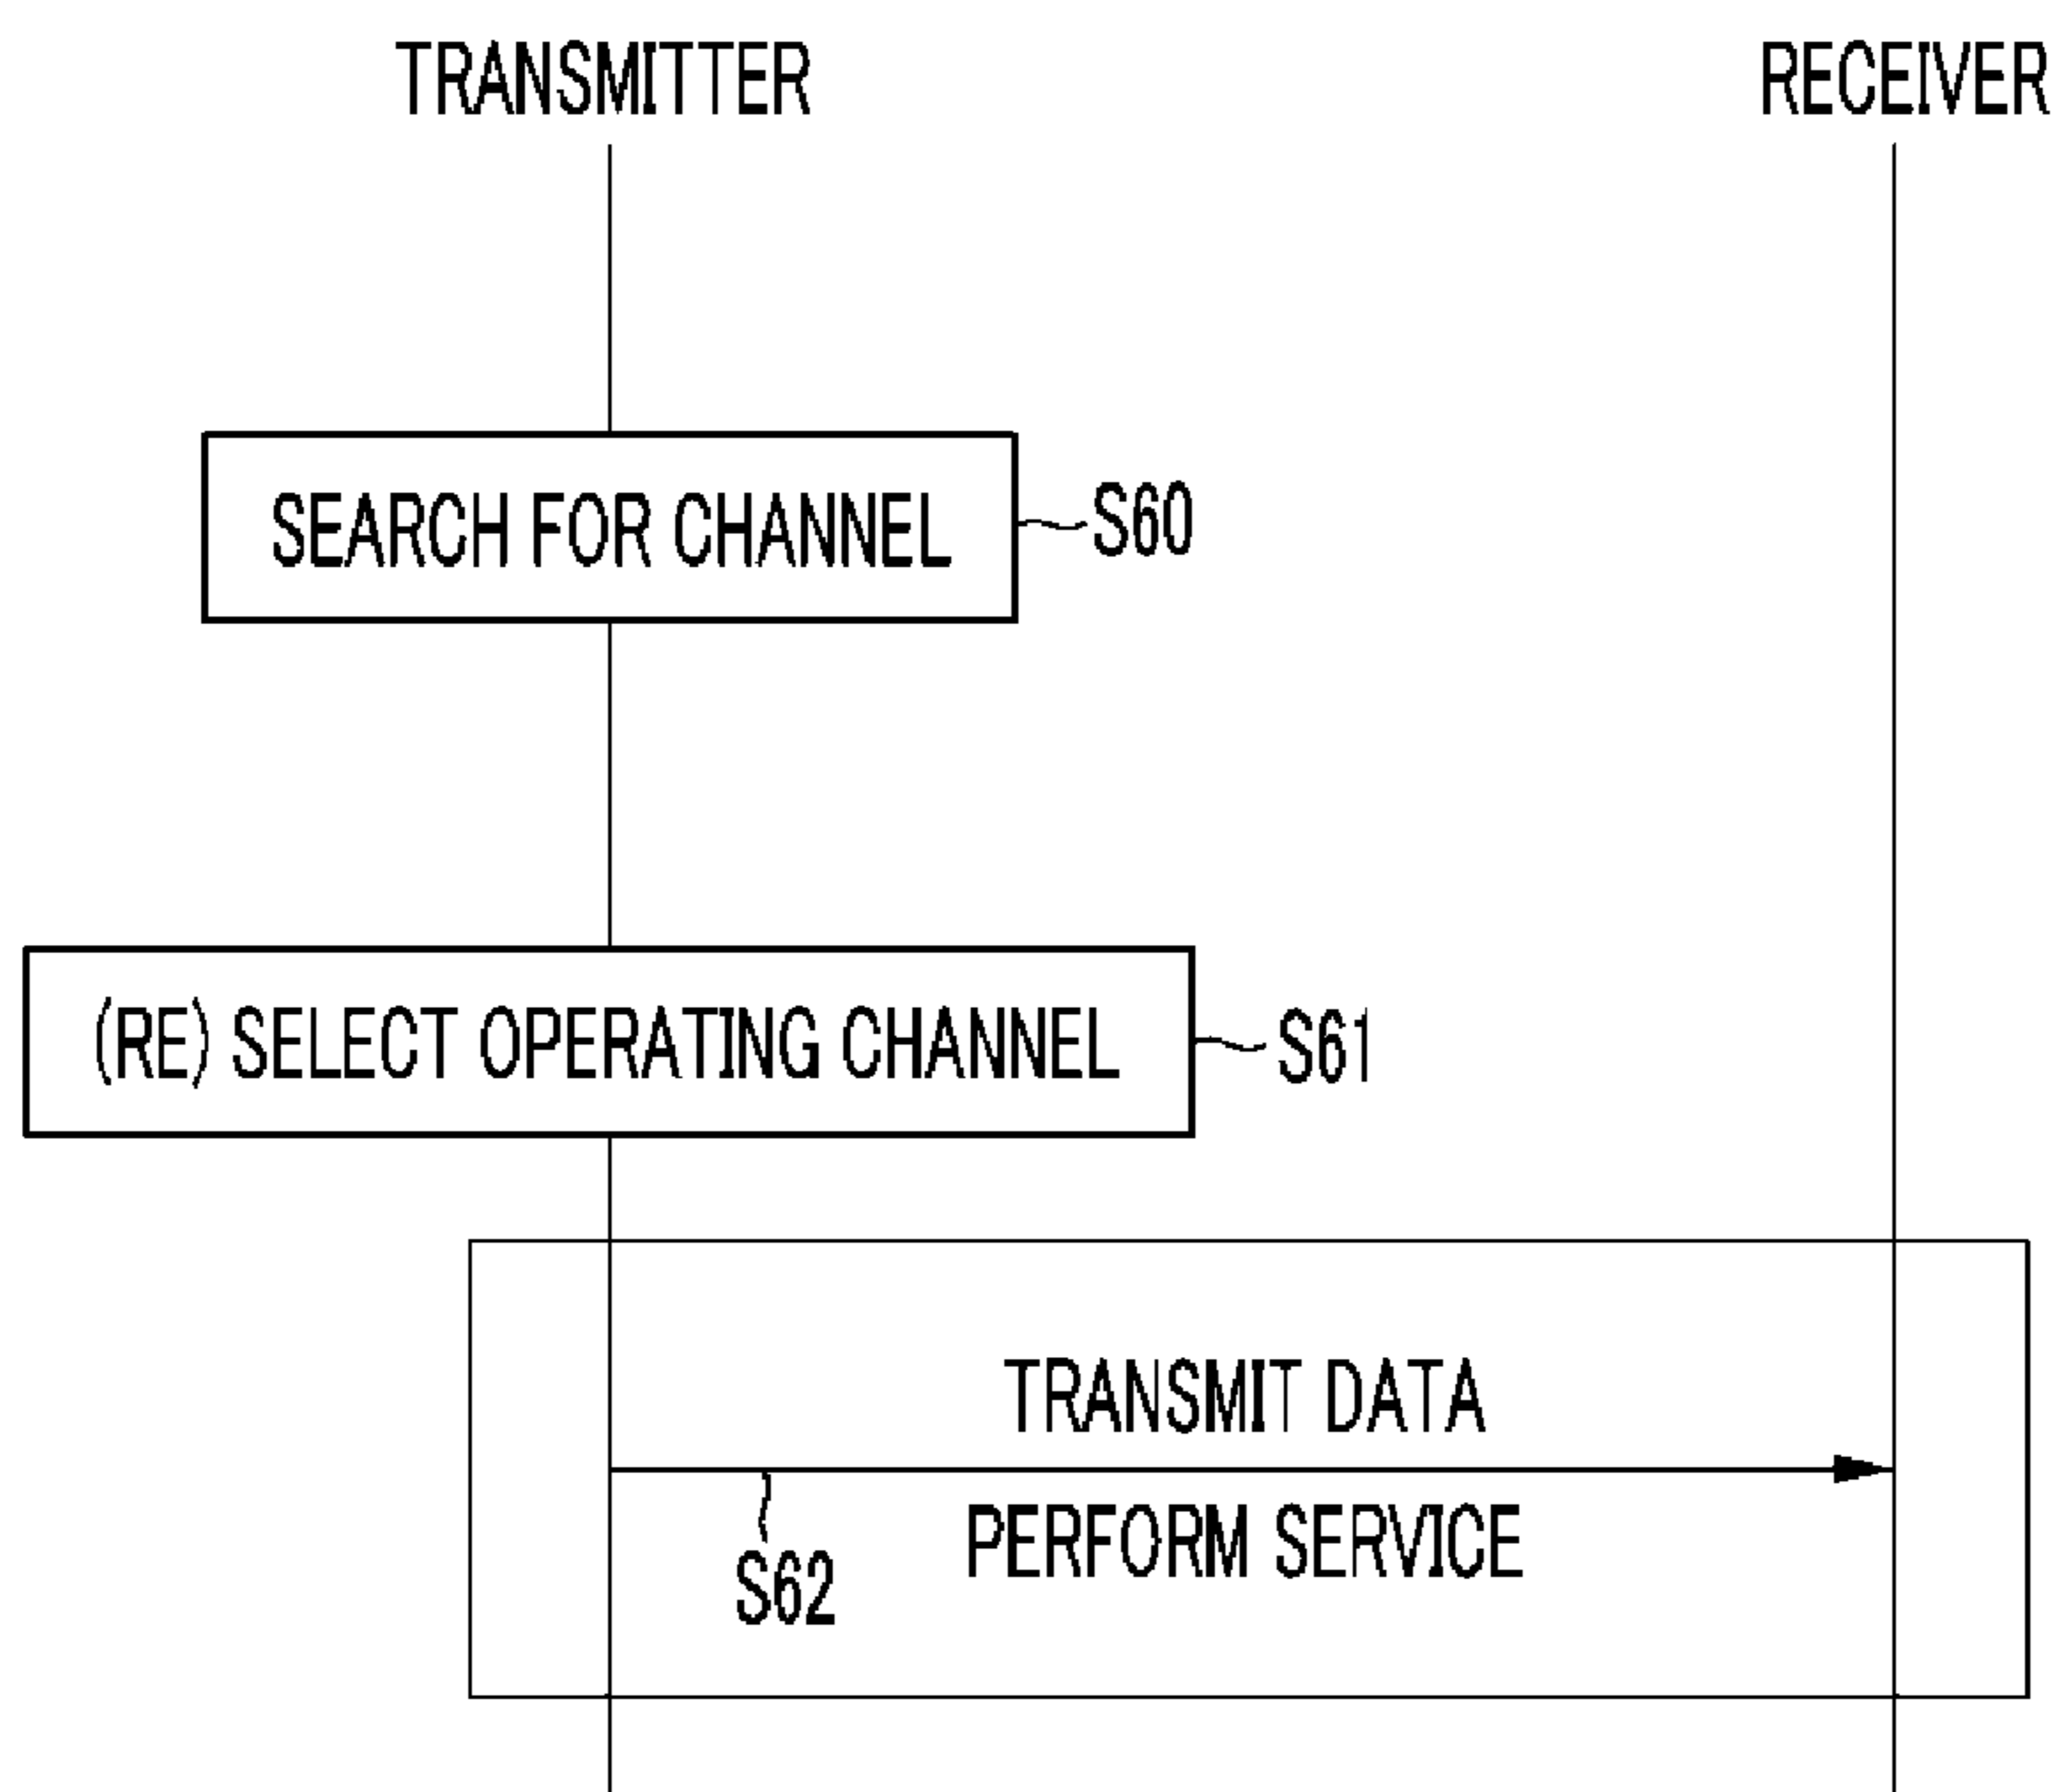 TRANSMITTER
RECEIVER
SEARCH FOR CHANNEL
S60
(RE) SELECT OPERATING CHANNEL
S61
TRANSMIT DATA
PERFORM SERVICE
S62